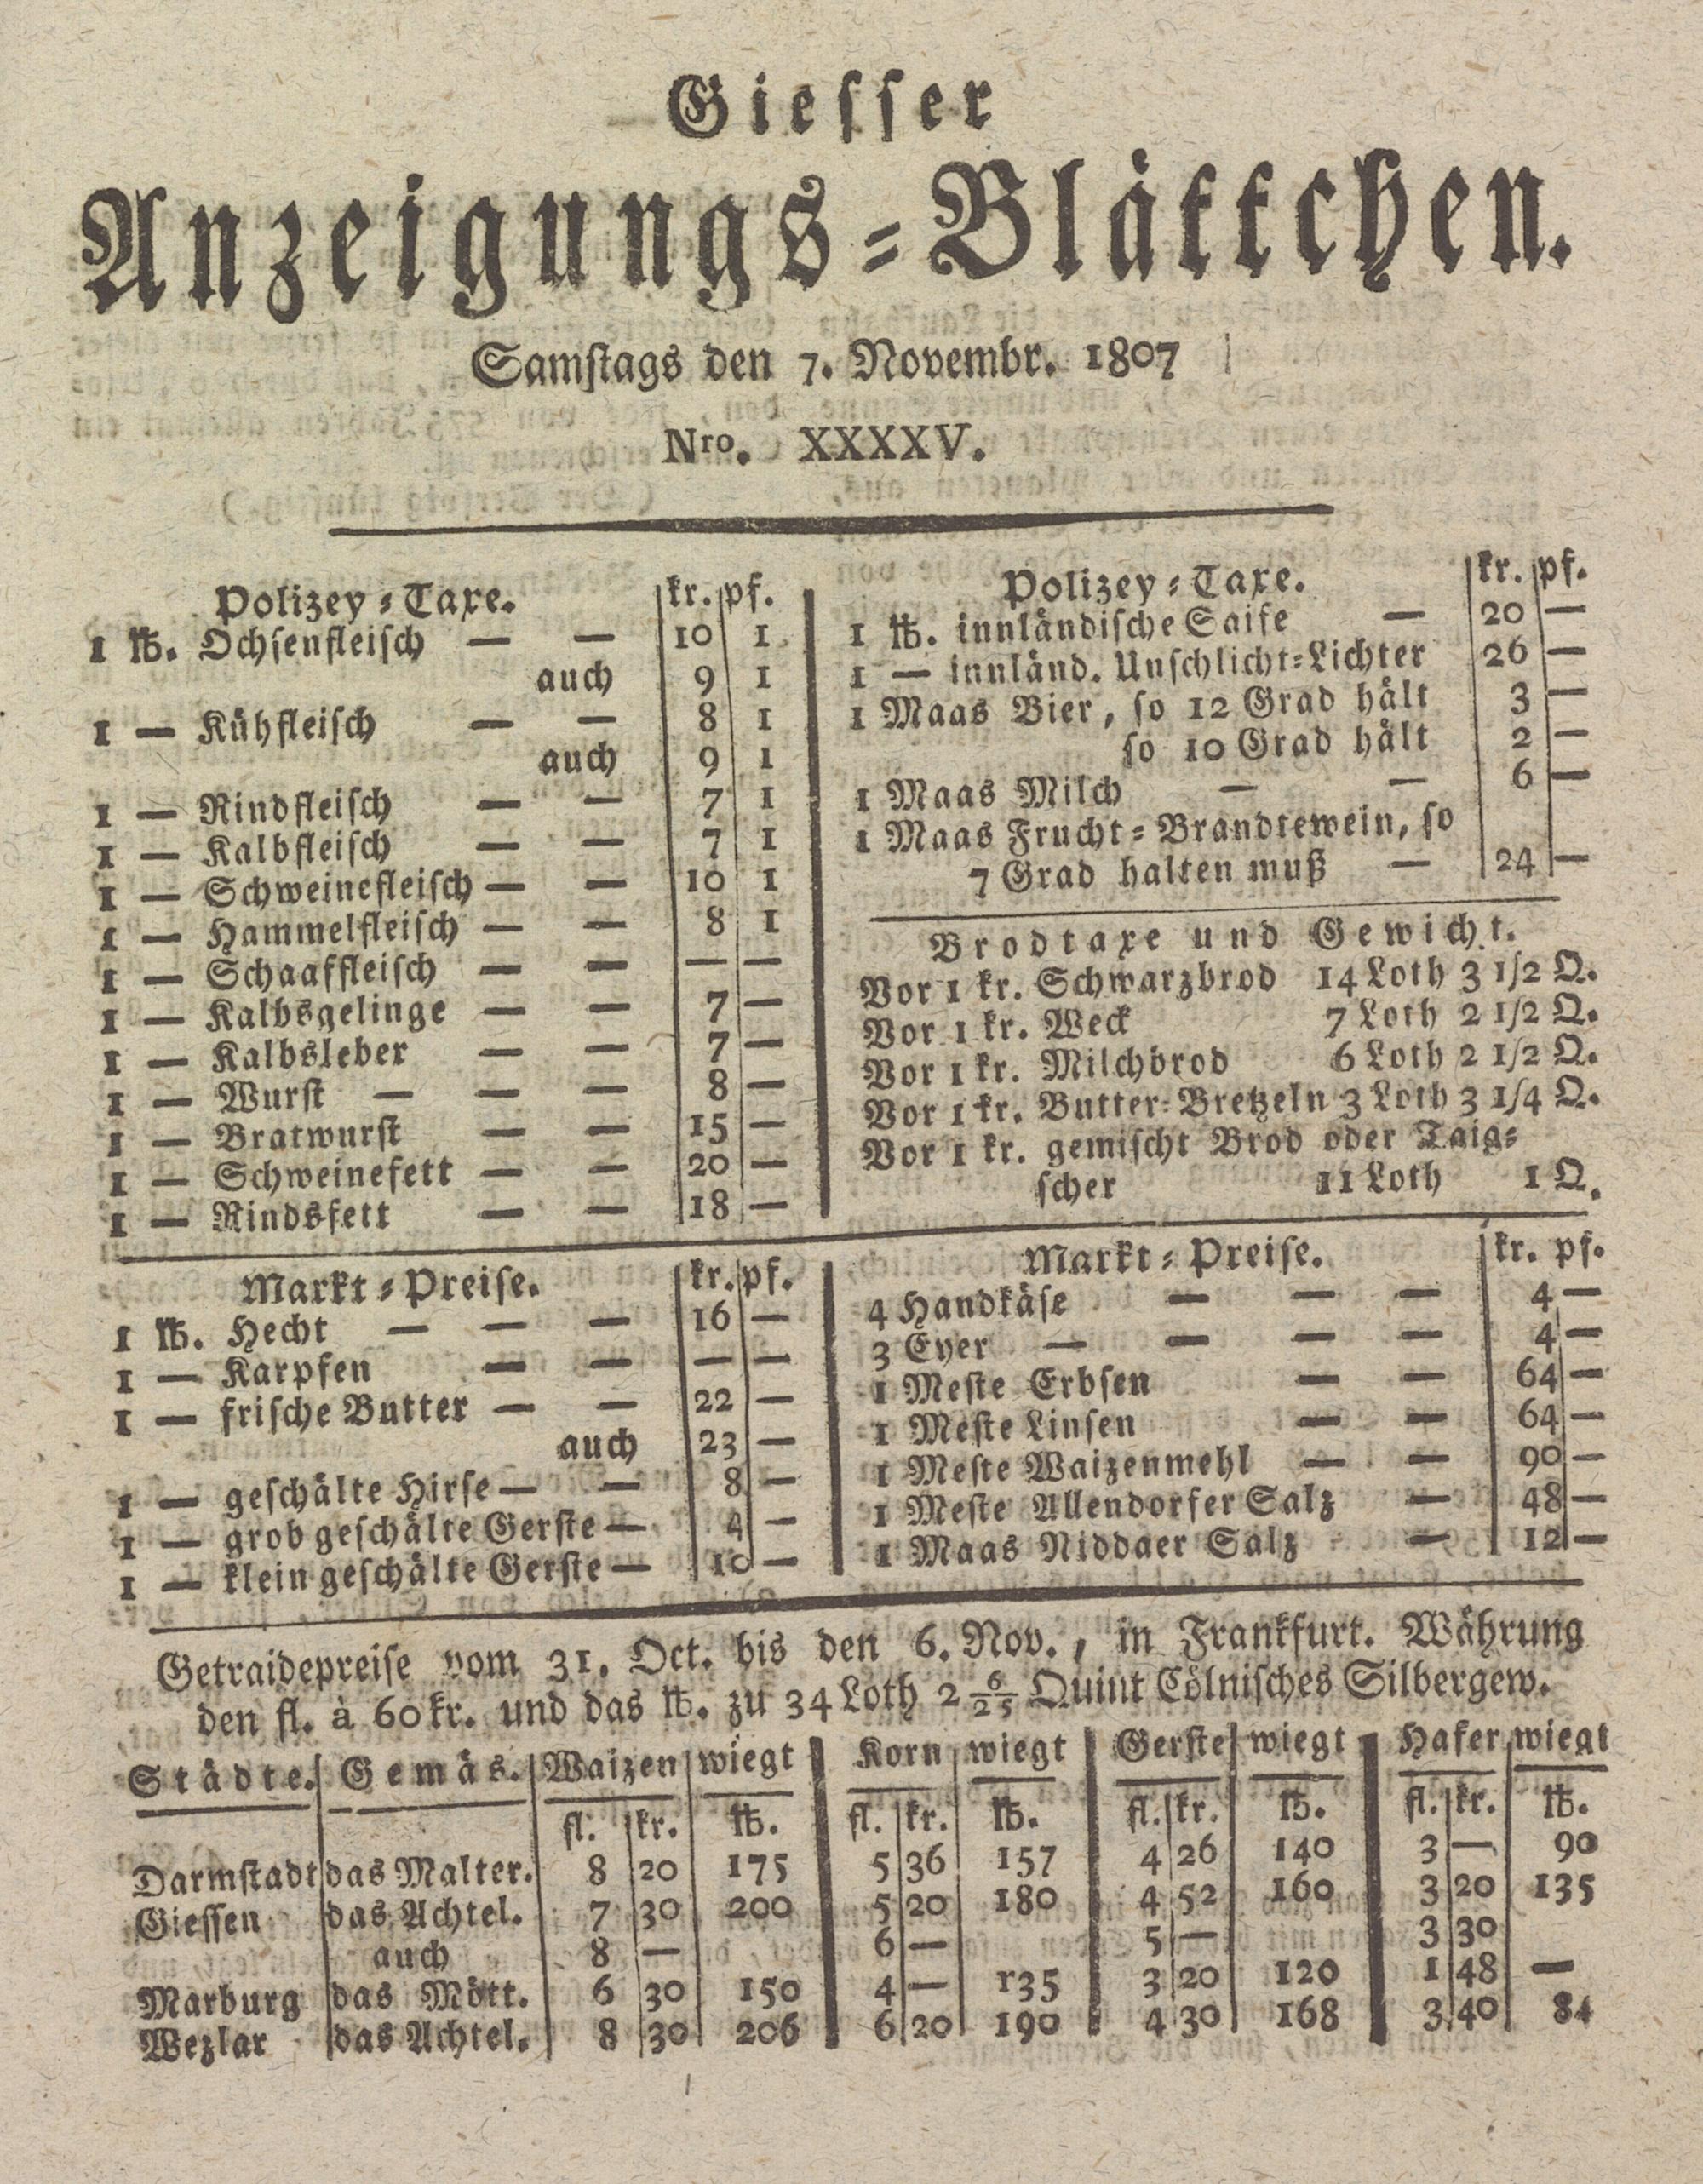 Giesser
Anzeigungs-Blåttchen.
Samſtags den 7. Novembr. 1807
Nro. XXXXV.
Polizey-Taxe. kr. pf.
1 ℔. Ochſenfleiſch — — 10 1
auch 9 1
1 — Kühfleiſch — — 8 1
auch 9 1
1 — Rindfleiſch — — 7 1
1 — Kalbfleiſch — — 7 1
1 — Schweinefleiſch — — 10 1
1 — Hammelfleiſch — — 8 1
1 — Schaaffleiſch — — — —
1 — Kalbsgelinge — — 7 —
1 — Kalbsleber — — 7 —
1 — Wurſt — — — 8 —
1 — Bratwurſt — — 15 —
1 — Schweinefett — — 20 —
1 — Rindsfett — — 18 —
Polizey-Taxe. kr. pf.
1 ℔. innländiſche Saife — 20 —
1 — innländ. Unſchlicht-Lichter 26 —
1 Maas Bier, ſo 12 Grad hält 3 —
ſo 10 Grad hält 2 —
1 Maas Milch — — 6 —
1 Maas Frucht-Brandtewein, ſo
7 Grad halten muß — 24 —
Brodtaxe und Gewicht.
Vor 1 kr. Schwarzbrod 14 Loth 3 1/2 Q.
Vor 1 kr. Weck 7 Loth 2 1/2 Q.
Vor 1 kr. Milchbrod 6 Loth 2 1/2 Q.
Vor 1 kr. Butter-Bretzeln 3 Loth 3 1/4 Q.
Vor 1 kr. gemiſcht Brod oder Taig-
ſcher 11 Loth 1 Q.
Markt-Preiſe. kr. pf.
1 ℔. Hecht — — — 16 —
1 — Karpfen — — — —
1 — friſche Butter — — 22 —
auch 23 —
1 — geſchälte Hirſe — — 8 —
1 — grob geſchälte Gerſte — 4 —
1 — klein geſchälte Gerſte — 10 —
Markt-Preiſe. kr. pf.
4 Handkäſe — — — 4 —
3 Eyer — — — — 4 —
1 Meſte Erbſen — — 64 —
1 Meſte Linſen — — 64 —
1 Meſte Waizenmehl — — 90 —
1 Meſte Allendorfer Salz — 48 —
1 Maas Niddaer Salz — 12 —
Getraidepreiſe vom 31. Oct. bis den 6. Nov., in Frankfurt. Währung
den fl. à 60 kr. und das ℔. zu 34 Loth 2 6/25 Quint Cölniſches Silbergew.
Städte. Gemäs. Waizen wiegt Korn wiegt Gerſte wiegt Hafer wiegt
fl. kr. ℔. fl. kr. ℔. fl. kr. ℔. fl. kr. ℔.
Darmſtadt das Malter. 8 20 175 5 36 157 4 26 140 3 — 90
Gieſſen das Achtel. 7 30 200 5 20 180 4 52 160 3 20 135
auch 8 — 6 — 5 — 3 30
Marburg das Mött. 6 30 150 4 — 135 3 20 120 1 48 —
Wezlar das Achtel. 8 30 206 6 20 190 4 30 168 3 40 84